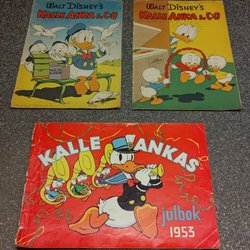 WALT DISNEY'S
KALLE ANKA & C:O
WALT DISNEY'S
KALLE ANKA & C:O
KALLE ANKAS
julbok
1953